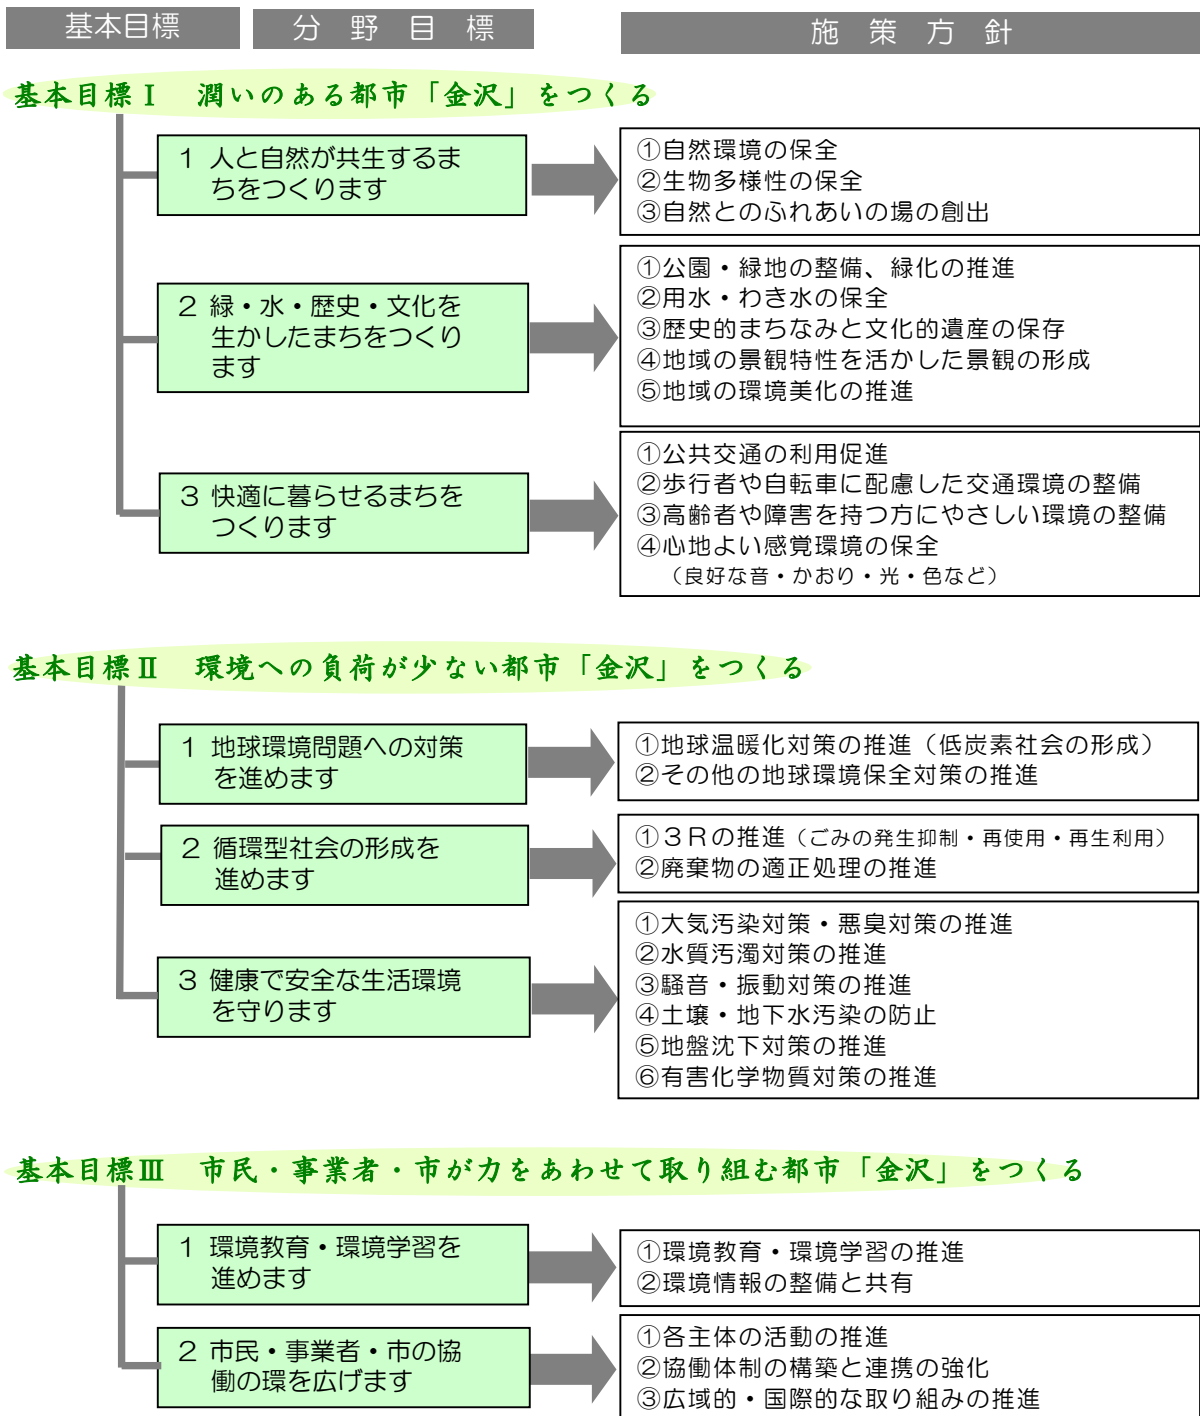 基本目標
分野目標
施策方針
基本目標Ⅰ　潤いのある都市「金沢」をつくる
１ 人と自然が共生するま
ちをつくります
①自然環境の保全
②生物多様性の保全
③自然とのふれあいの場の創出
２ 緑・水・歴史・文化を
生かしたまちをつくり
ます
①公園・緑地の整備、緑化の推進
②用水・わき水の保全
③歴史的まちなみと文化的遺産の保存
④地域の景観特性を活かした景観の形成
⑤地域の環境美化の推進
３ 快適に暮らせるまちを
つくります
①公共交通の利用促進
②歩行者や自転車に配慮した交通環境の整備
③高齢者や障害を持つ方にやさしい環境の整備
④心地よい感覚環境の保全
（良好な音・かおり・光・色など）
基本目標Ⅱ　環境への負荷が少ない都市「金沢」をつくる
１ 地球環境問題への対策
を進めます
①地球温暖化対策の推進（低炭素社会の形成）
②その他の地球環境保全対策の推進
２ 循環型社会の形成を
進めます
①３Ｒの推進（ごみの発生抑制・再使用・再生利用）
②廃棄物の適正処理の推進
３ 健康で安全な生活環境
を守ります
①大気汚染対策・悪臭対策の推進
②水質汚濁対策の推進
③騒音・振動対策の推進
④土壌・地下水汚染の防止
⑤地盤沈下対策の推進
⑥有害化学物質対策の推進
基本目標Ⅲ　市民・事業者・市が力をあわせて取り組む都市「金沢」をつくる
１ 環境教育・環境学習を
進めます
①環境教育・環境学習の推進
②環境情報の整備と共有
２ 市民・事業者・市の協
働の環を広げます
①各主体の活動の推進
②協働体制の構築と連携の強化
③広域的・国際的な取り組みの推進